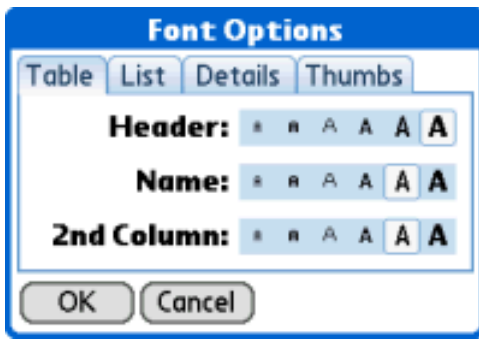 Font Options
Table List Details Thumbs
Header: A A A A A A
Name: A A A A A A
2nd Column: A A A A A A
OK Cancel